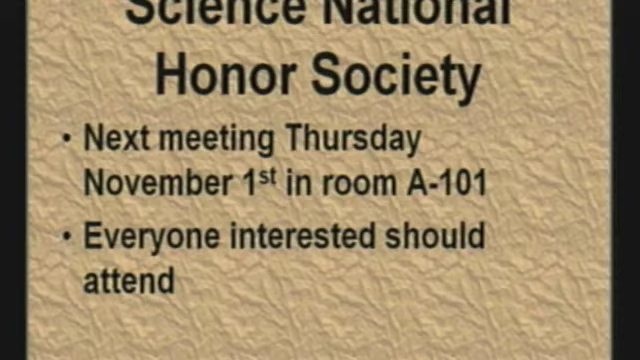 Science National
Honor Society
• Next meeting Thursday
November 1st in room A-101
• Everyone interested should
attend